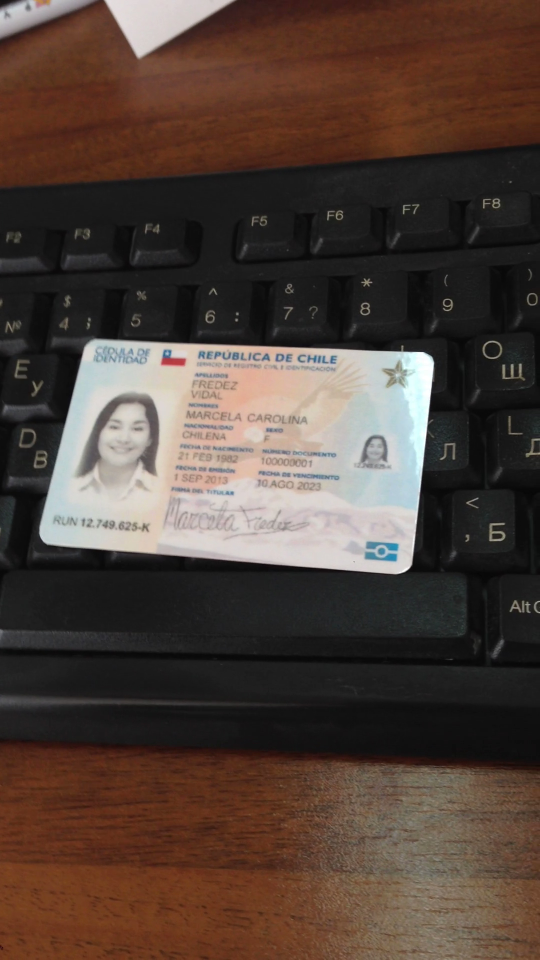 F2 F3 F4 F5 F6 F7 F8
№ $ 4 ; % 5 ^ 6 : & 7 ? * 8 ( 9 ) 0
E У O Щ
D В Л L Д
< , Б
Alt
CÉDULA DE
IDENTIDAD
REPÚBLICA DE CHILE
SERVICIO DE REGISTRO CIVIL E IDENTIFICACIÓN
APELLIDOS
FREDEZ
VIDAL
NOMBRES
MARCELA CAROLINA
NACIONALIDAD SEXO
CHILENA F
FECHA DE NACIMIENTO NÚMERO DOCUMENTO
21 FEB 1982 100000001
FECHA DE EMISIÓN FECHA DE VENCIMIENTO
1 SEP 2013 10 AGO 2023
FIRMA DEL TITULAR
Marcela Fredez
RUN 12.749.625-K